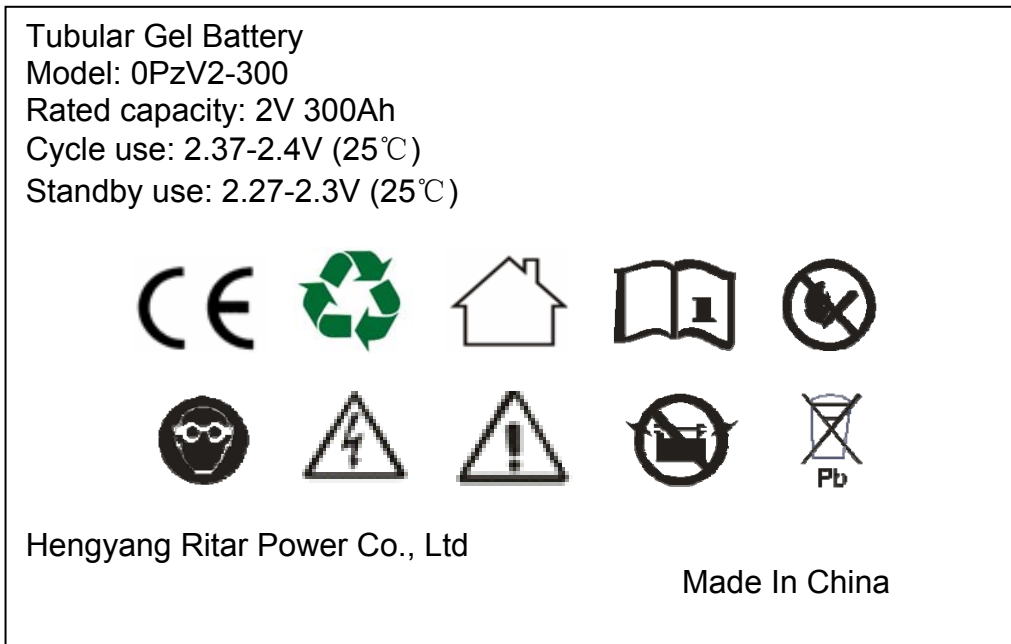 Tubular Gel Battery
Model: 0PzV2-300
Rated capacity: 2V 300Ah
Cycle use: 2.37-2.4V (25℃)
Standby use: 2.27-2.3V (25℃)
CE
Pb
Hengyang Ritar Power Co., Ltd
Made In China